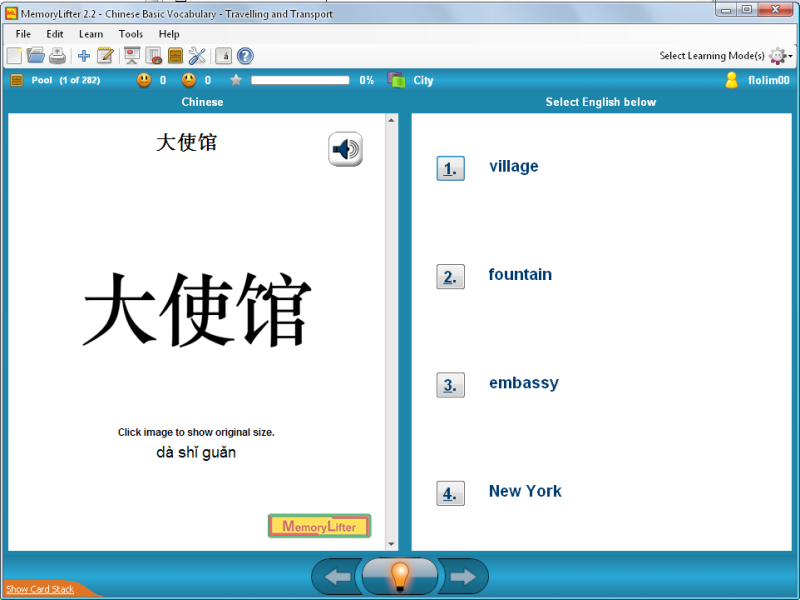 MemoryLifter 2.2 - Chinese Basic Vocabulary - Travelling and Transport
File Edit Learn Tools Help
Select Learning Mode(s)
Pool (1 of 282) 0 0 0% City flolim00
Chinese
大使馆
大使馆
Click image to show original size.
dà shǐ guǎn
MemoryLifter
Select English below
1. village
2. fountain
3. embassy
4. New York
Show Card Stack